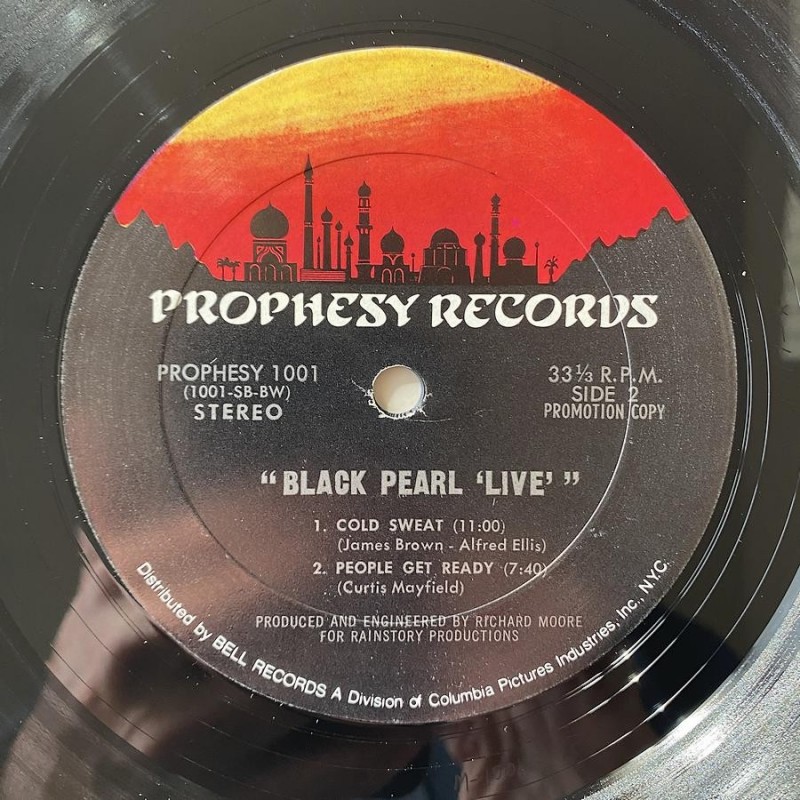 PROPHESY RECORDS
PROPHESY 1001
(1001-SB-BW)
STEREO
33⅓ R.P.M.
SIDE 2
PROMOTION COPY
"BLACK PEARL 'LIVE'"
1. COLD SWEAT (11:00)
(James Brown - Alfred Ellis)
2. PEOPLE GET READY (7:40)
(Curtis Mayfield)
PRODUCED AND ENGINEERED BY RICHARD MOORE
FOR RAINSTORY PRODUCTIONS
Distributed by BELL RECORDS A Division of Columbia Pictures Industries, Inc., N.Y.C.